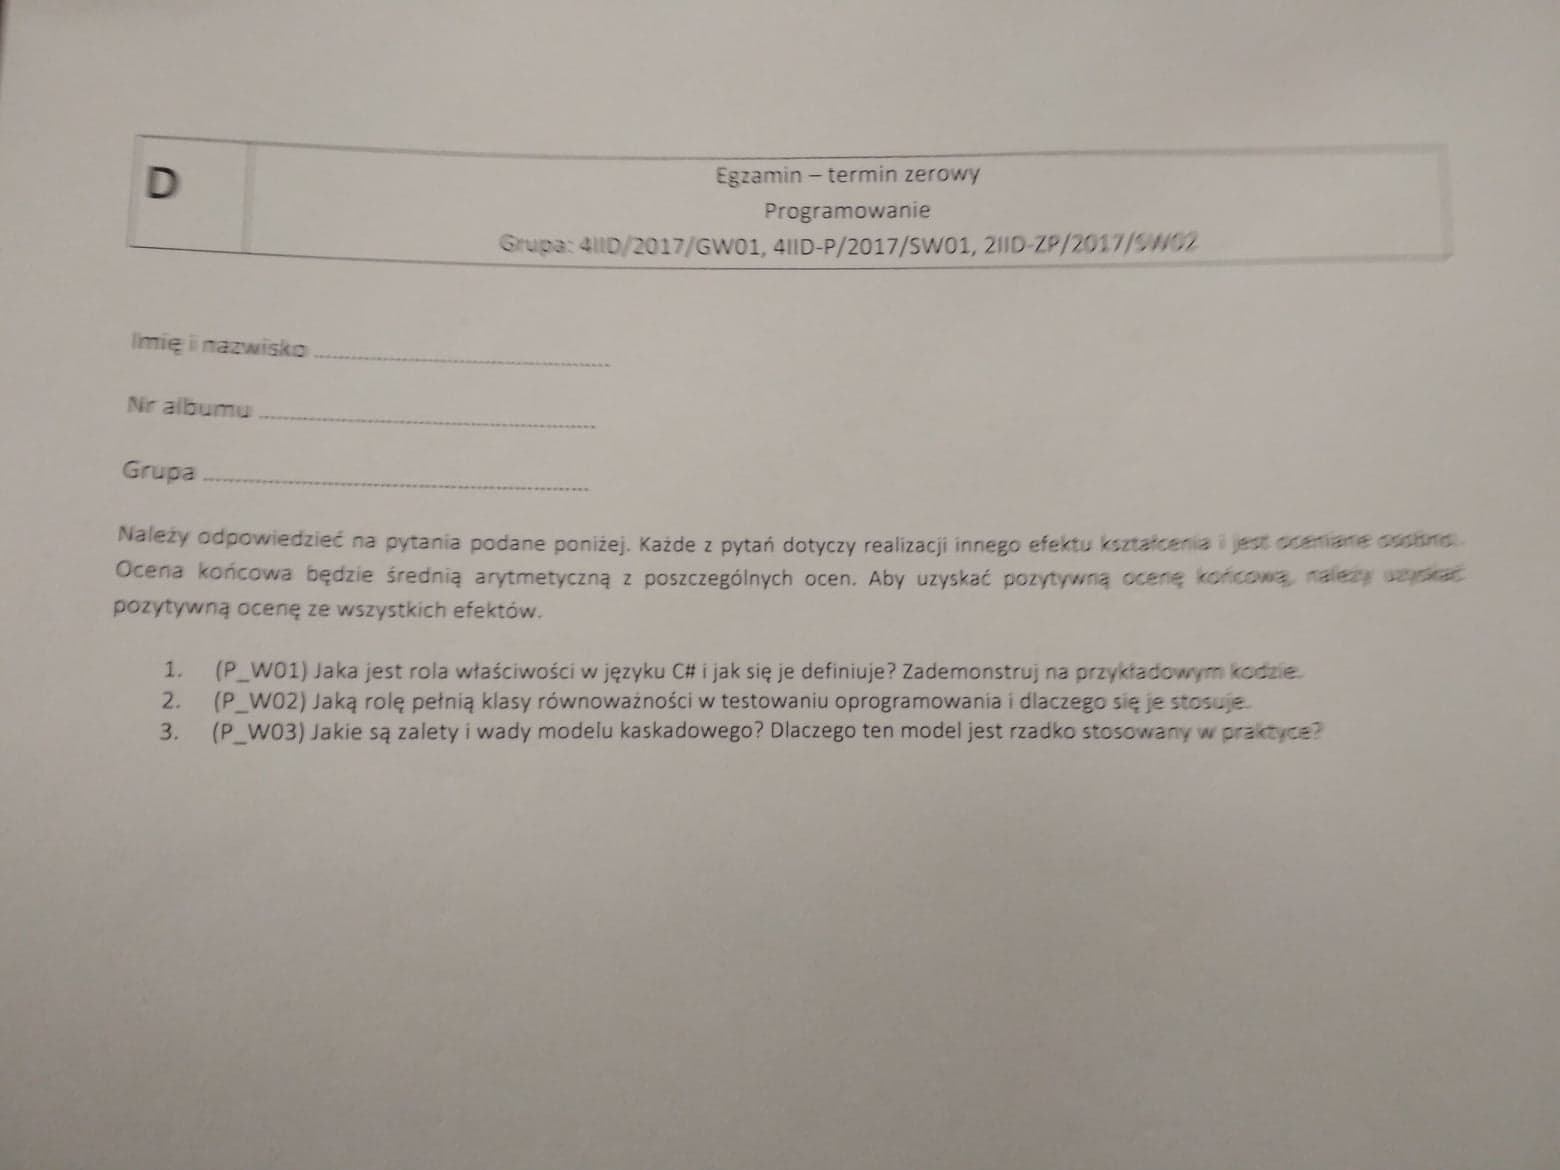 D
Egzamin – termin zerowy
Programowanie
Grupa: 4IID/2017/GW01, 4IID-P/2017/SW01, 2IID-ZP/2017/SW02
Imię i nazwisko
Nr albumu
Grupa
Należy odpowiedzieć na pytania podane poniżej. Każde z pytań dotyczy realizacji innego efektu kształcenia i jest oceniane osobno.
Ocena końcowa będzie średnią arytmetyczną z poszczególnych ocen. Aby uzyskać pozytywną ocenę końcową, należy uzyskać
pozytywną ocenę ze wszystkich efektów.
1. (P_W01) Jaka jest rola właściwości w języku C# i jak się je definiuje? Zademonstruj na przykładowym kodzie.
2. (P_W02) Jaką rolę pełnią klasy równoważności w testowaniu oprogramowania i dlaczego się je stosuje.
3. (P_W03) Jakie są zalety i wady modelu kaskadowego? Dlaczego ten model jest rzadko stosowany w praktyce?